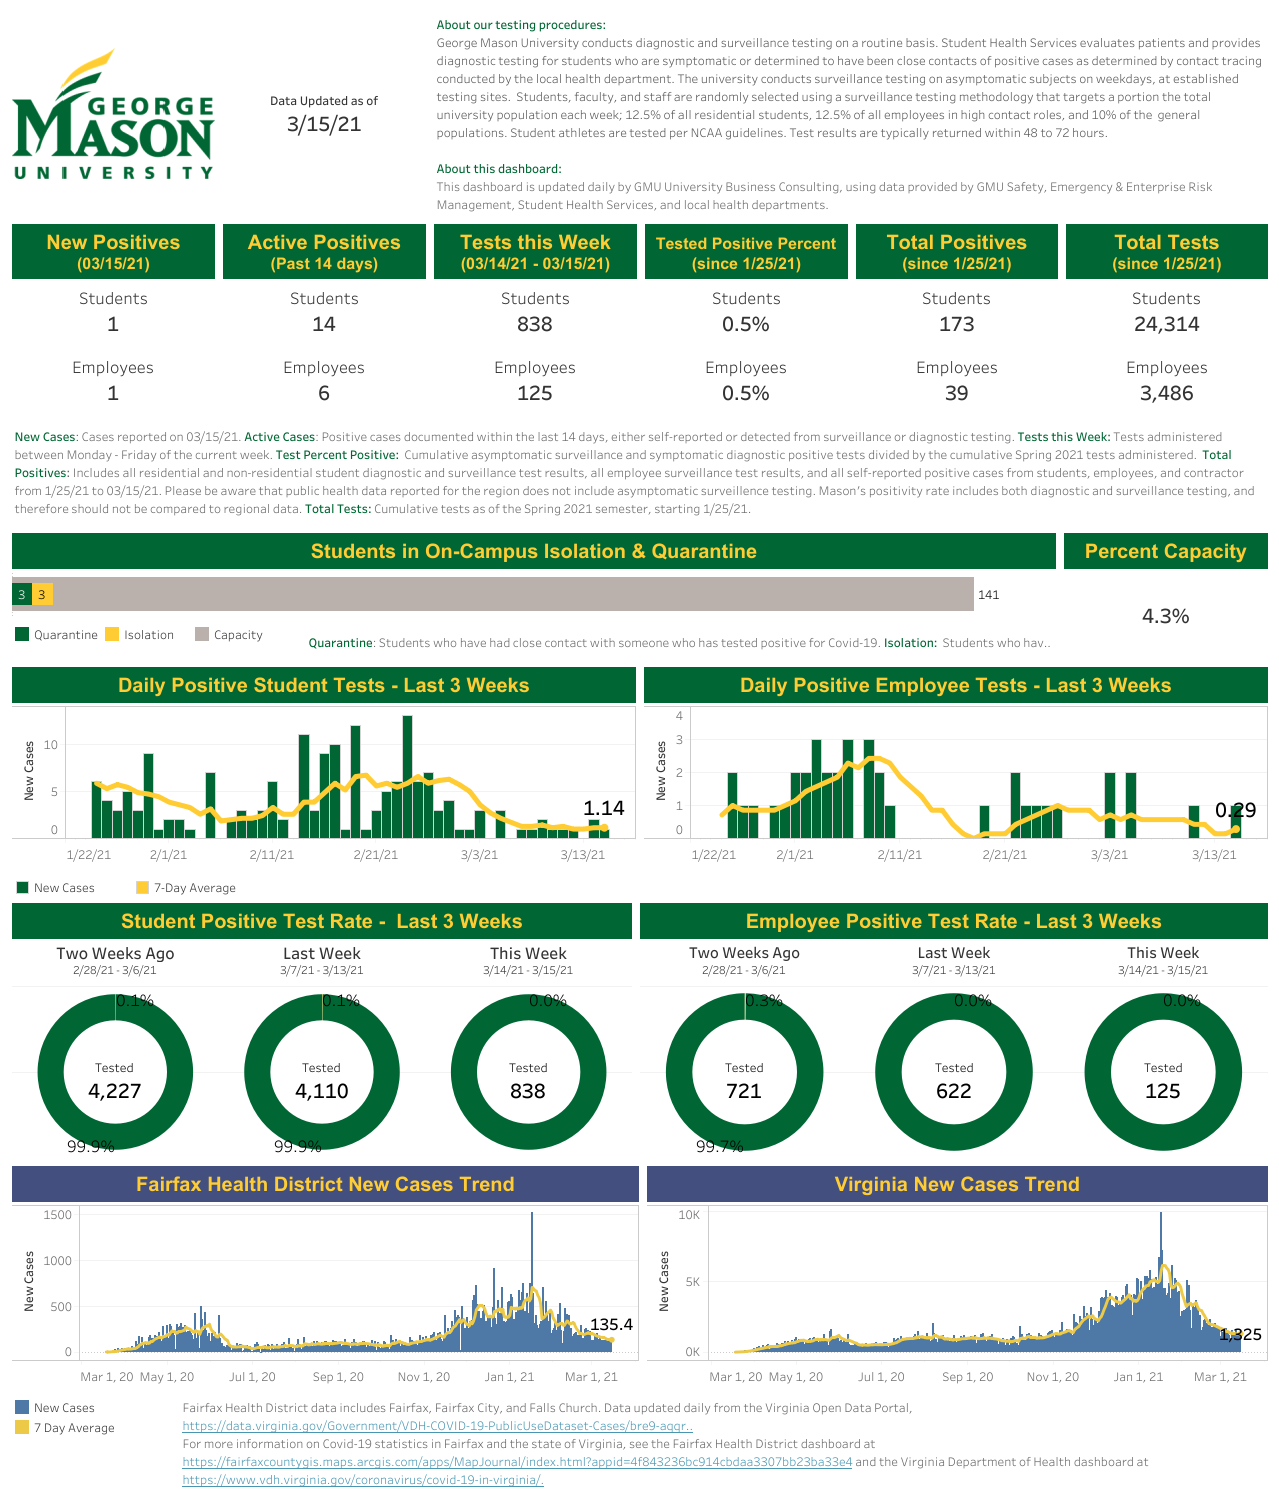 About our testing procedures:
George Mason University conducts diagnostic and surveillance testing on a routine basis. Student Health Services evaluates patients and provides
diagnostic testing for students who are symptomatic or determined to have been close contacts of positive cases as determined by contact tracing
conducted by the local health department. The university conducts surveillance testing on asymptomatic subjects on weekdays, at established
testing sites. Students, faculty, and staff are randomly selected using a surveillance testing methodology that targets a portion the total
university population each week; 12.5% of all residential students, 12.5% of all employees in high contact roles, and 10% of the general
populations. Student athletes are tested per NCAA guidelines. Test results are typically returned within 48 to 72 hours.
GEORGE
MASON
UNIVERSITY
Data Updated as of
3/15/21
About this dashboard:
This dashboard is updated daily by GMU University Business Consulting, using data provided by GMU Safety, Emergency & Enterprise Risk
Management, Student Health Services, and local health departments.
New Positives Active Positives Tests this Week Tested Positive Percent Total Positives Total Tests
(03/15/21) (Past 14 days) (03/14/21 - 03/15/21) (since 1/25/21) (since 1/25/21) (since 1/25/21)
Students Students Students Students Students Students
1 14 838 0.5% 173 24,314
Employees Employees Employees Employees Employees Employees
1 6 125 0.5% 39 3,486
New Cases: Cases reported on 03/15/21. Active Cases: Positive cases documented within the last 14 days, either self-reported or detected from surveillance or diagnostic testing. Tests this Week: Tests administered
between Monday - Friday of the current week. Test Percent Positive: Cumulative asymptomatic surveillance and symptomatic diagnostic positive tests divided by the cumulative Spring 2021 tests administered. Total
Positives: Includes all residential and non-residential student diagnostic and surveillance test results, all employee surveillance test results, and all self-reported positive cases from students, employees, and contractor
from 1/25/21 to 03/15/21. Please be aware that public health data reported for the region does not include asymptomatic surveillence testing. Mason's positivity rate includes both diagnostic and surveillance testing, and
therefore should not be compared to regional data. Total Tests: Cumulative tests as of the Spring 2021 semester, starting 1/25/21.
Students in On-Campus Isolation & Quarantine Percent Capacity
3 3 141
4.3%
Quarantine Isolation Capacity
Quarantine: Students who have had close contact with someone who has tested positive for Covid-19. Isolation: Students who hav..
Daily Positive Student Tests - Last 3 Weeks
New Cases
10
5
0
1.14
1/22/21 2/1/21 2/11/21 2/21/21 3/3/21 3/13/21
Daily Positive Employee Tests - Last 3 Weeks
New Cases
4
3
2
1
0
0.29
1/22/21 2/1/21 2/11/21 2/21/21 3/3/21 3/13/21
New Cases 7-Day Average
Student Positive Test Rate - Last 3 Weeks
Two Weeks Ago Last Week This Week
2/28/21 - 3/6/21 3/7/21 - 3/13/21 3/14/21 - 3/15/21
0.1% 0.1% 0.0%
Tested Tested Tested
4,227 4,110 838
99.9% 99.9%
Employee Positive Test Rate - Last 3 Weeks
Two Weeks Ago Last Week This Week
2/28/21 - 3/6/21 3/7/21 - 3/13/21 3/14/21 - 3/15/21
0.3% 0.0% 0.0%
Tested Tested Tested
721 622 125
99.7%
Fairfax Health District New Cases Trend
New Cases
1500
1000
500
0
135.4
Mar 1, 20 May 1, 20 Jul 1, 20 Sep 1, 20 Nov 1, 20 Jan 1, 21 Mar 1, 21
Virginia New Cases Trend
New Cases
10K
5K
0K
1,325
Mar 1, 20 May 1, 20 Jul 1, 20 Sep 1, 20 Nov 1, 20 Jan 1, 21 Mar 1, 21
New Cases
7 Day Average
Fairfax Health District data includes Fairfax, Fairfax City, and Falls Church. Data updated daily from the Virginia Open Data Portal,
https://data.virginia.gov/Government/VDH-COVID-19-PublicUseDataset-Cases/bre9-aqqr..
For more information on Covid-19 statistics in Fairfax and the state of Virginia, see the Fairfax Health District dashboard at
https://fairfaxcountygis.maps.arcgis.com/apps/MapJournal/index.html?appid=4f843236bc914cbdaa3307bb23ba33e4 and the Virginia Department of Health dashboard at
https://www.vdh.virginia.gov/coronavirus/covid-19-in-virginia/.